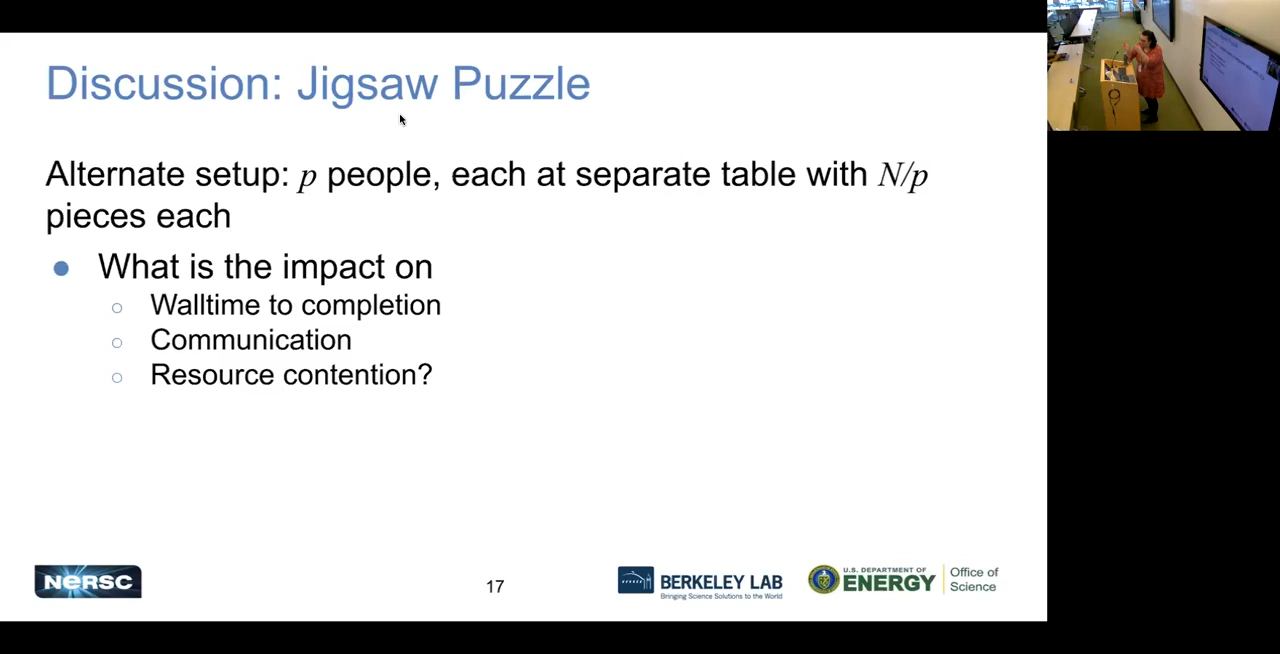 Discussion: Jigsaw Puzzle
Alternate setup: p people, each at separate table with N/p
pieces each
● What is the impact on
○ Walltime to completion
○ Communication
○ Resource contention?
NERSC
17
BERKELEY LAB
Bringing Science Solutions to the World
U.S. DEPARTMENT OF
ENERGY
Office of
Science